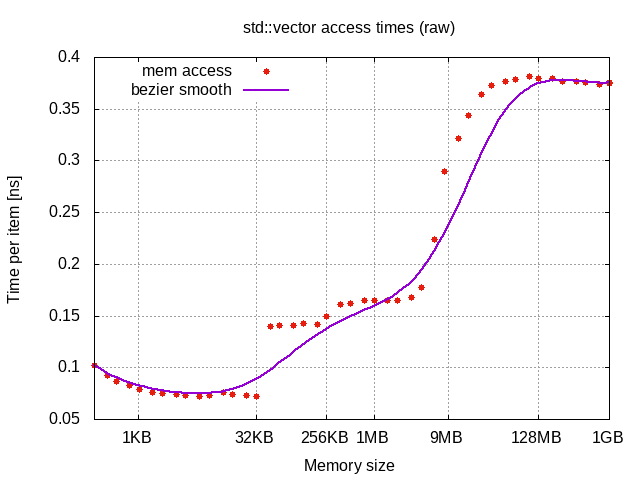 std::vector access times (raw)
mem access
bezier smooth
0.4
0.35
0.3
0.25
0.2
0.15
0.1
0.05
Time per item [ns]
1KB 32KB 256KB 1MB 9MB 128MB 1GB
Memory size